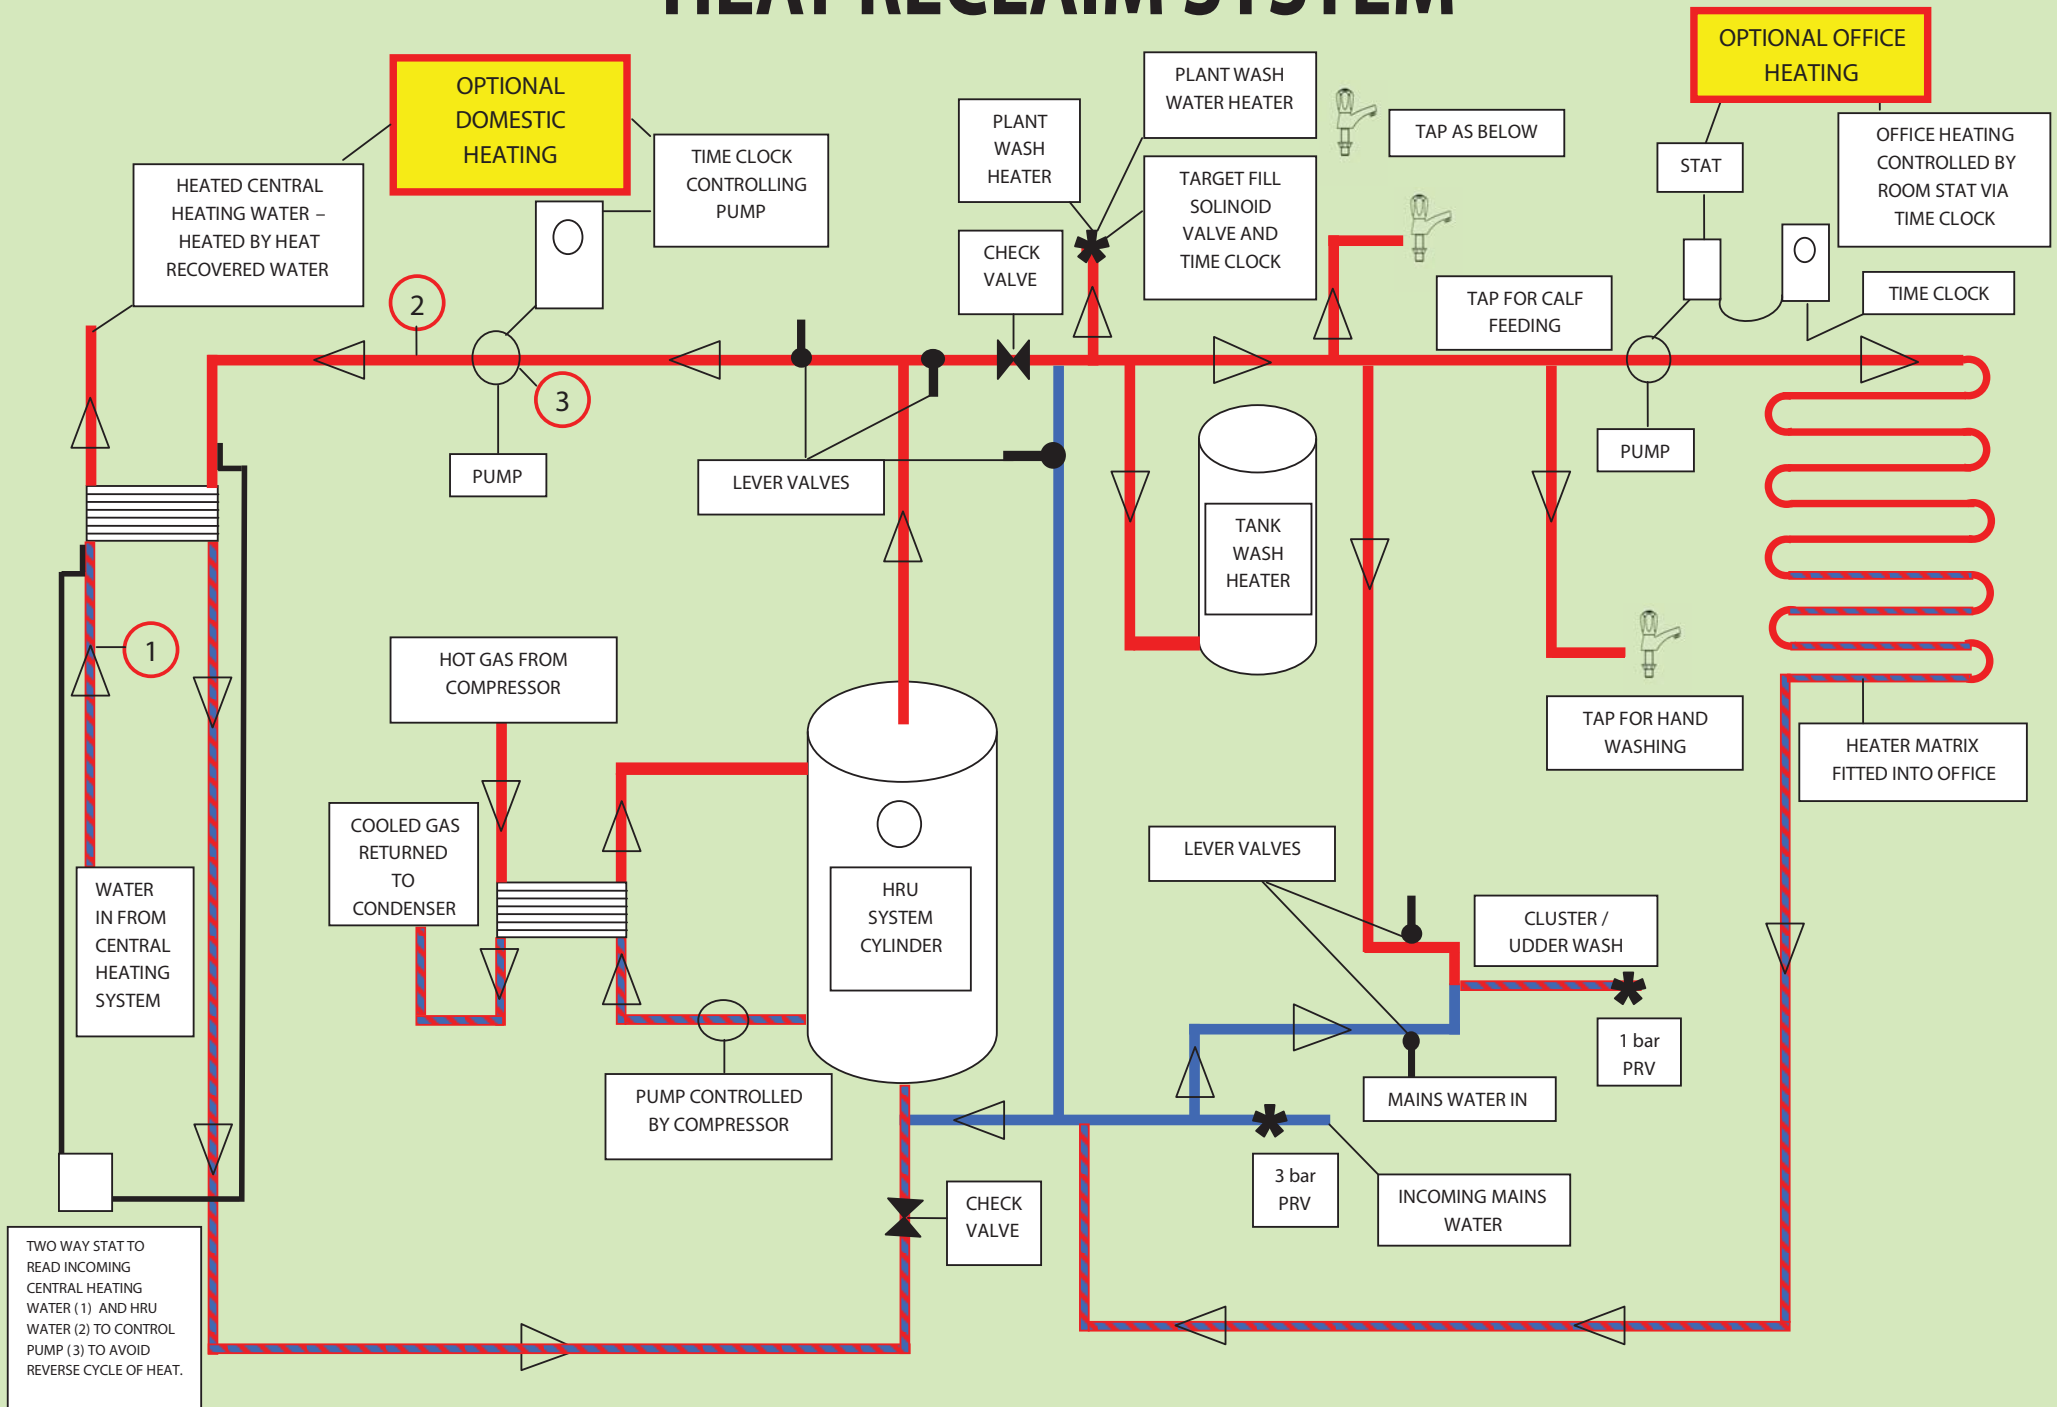 HEAT RECLAIM SYSTEM
OPTIONAL
DOMESTIC
HEATING
HEATED CENTRAL
HEATING WATER –
HEATED BY HEAT
RECOVERED WATER
TIME CLOCK
CONTROLLING
PUMP
PLANT
WASH
HEATER
PLANT WASH
WATER HEATER
TARGET FILL
SOLINOID
VALVE AND
TIME CLOCK
CHECK
VALVE
TAP AS BELOW
OPTIONAL OFFICE
HEATING
STAT
OFFICE HEATING
CONTROLLED BY
ROOM STAT VIA
TIME CLOCK
TAP FOR CALF
FEEDING
TIME CLOCK
2
3
PUMP
LEVER VALVES
PUMP
TANK
WASH
HEATER
1
HOT GAS FROM
COMPRESSOR
TAP FOR HAND
WASHING
HEATER MATRIX
FITTED INTO OFFICE
COOLED GAS
RETURNED
TO
CONDENSER
WATER
IN FROM
CENTRAL
HEATING
SYSTEM
HRU
SYSTEM
CYLINDER
LEVER VALVES
CLUSTER /
UDDER WASH
1 bar
PRV
PUMP CONTROLLED
BY COMPRESSOR
MAINS WATER IN
3 bar
PRV
INCOMING MAINS
WATER
CHECK
VALVE
TWO WAY STAT TO
READ INCOMING
CENTRAL HEATING
WATER (1) AND HRU
WATER (2) TO CONTROL
PUMP (3) TO AVOID
REVERSE CYCLE OF HEAT.